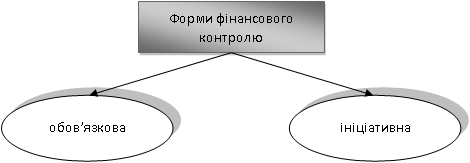 Форми фінансового
контролю
обов’язкова
ініціативна